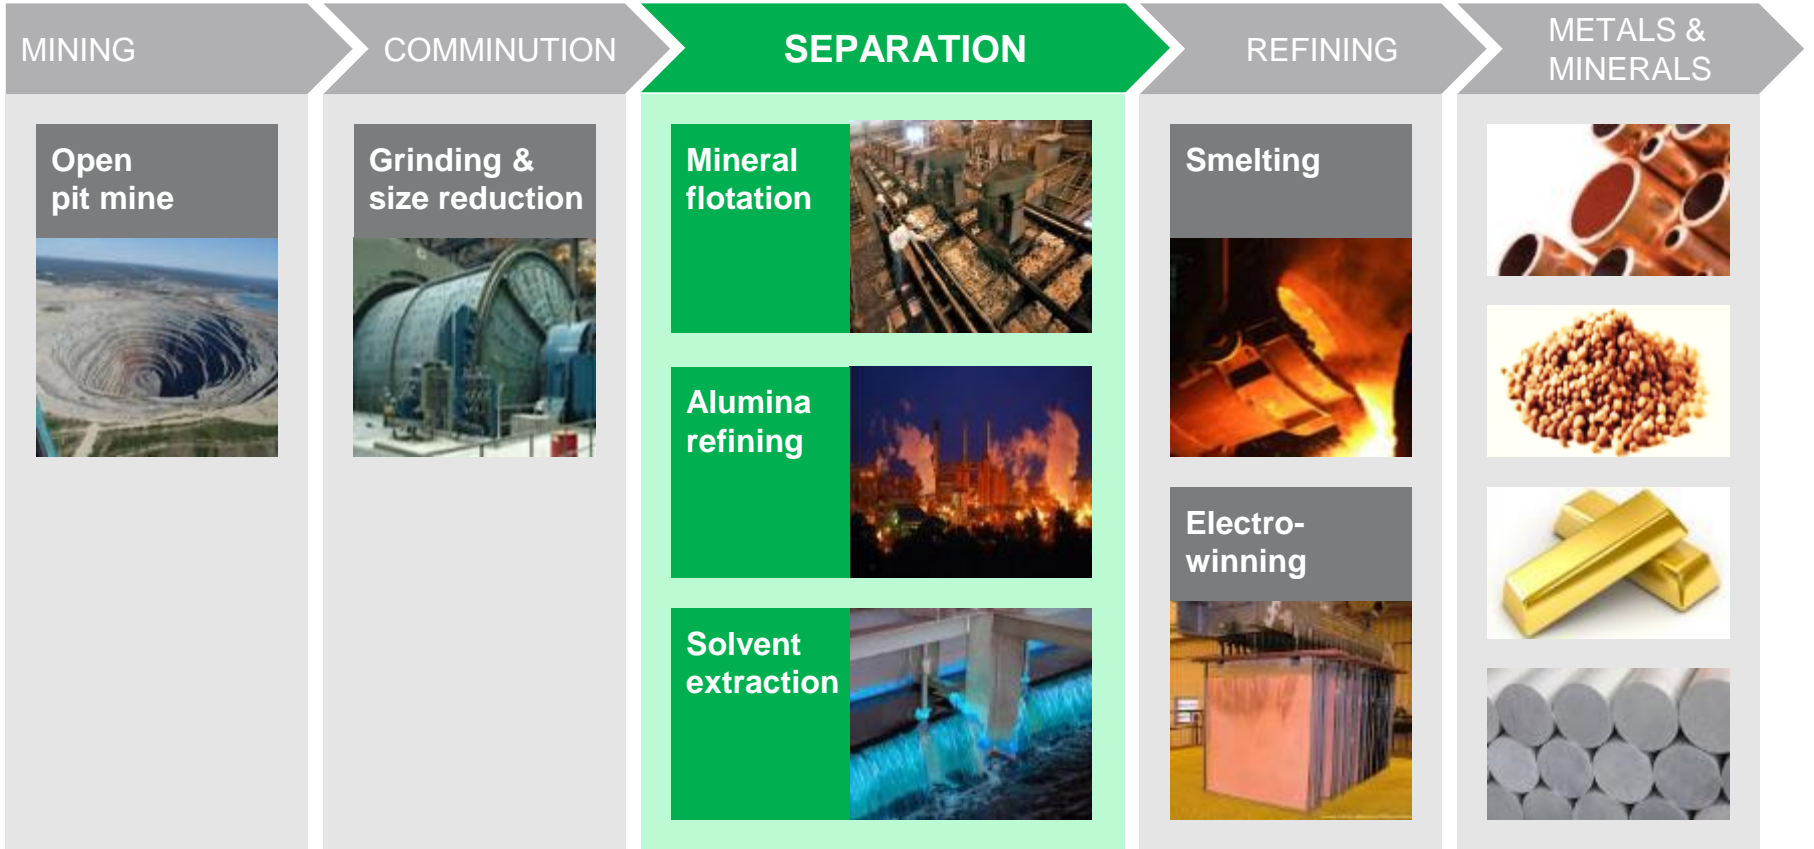 MINING
COMMINUTION
SEPARATION
REFINING
METALS &
MINERALS
Open
pit mine
Grinding &
size reduction
Mineral
flotation
Alumina
refining
Solvent
extraction
Smelting
Electro-
winning